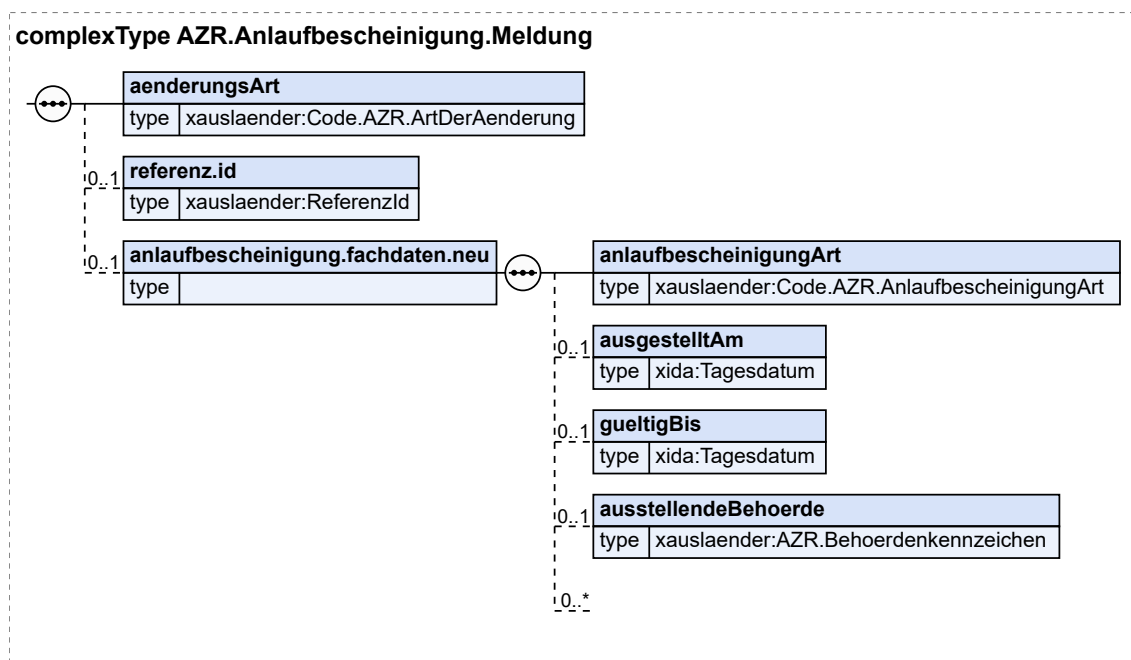 complexType AZR.Anlaufbescheinigung.Meldung
aenderungsArt
type xauslaender:Code.AZR.ArtDerAenderung
0..1 referenz.id
type xauslaender:ReferenzId
0..1 anlaufbescheinigung.fachdaten.neu
type
anlaufbescheinigungArt
type xauslaender:Code.AZR.AnlaufbescheinigungArt
0..1 ausgestelltAm
type xida:Tagesdatum
0..1 gueltigBis
type xida:Tagesdatum
0..1 ausstellendeBehoerde
type xauslaender:AZR.Behoerdenkennzeichen
0..*